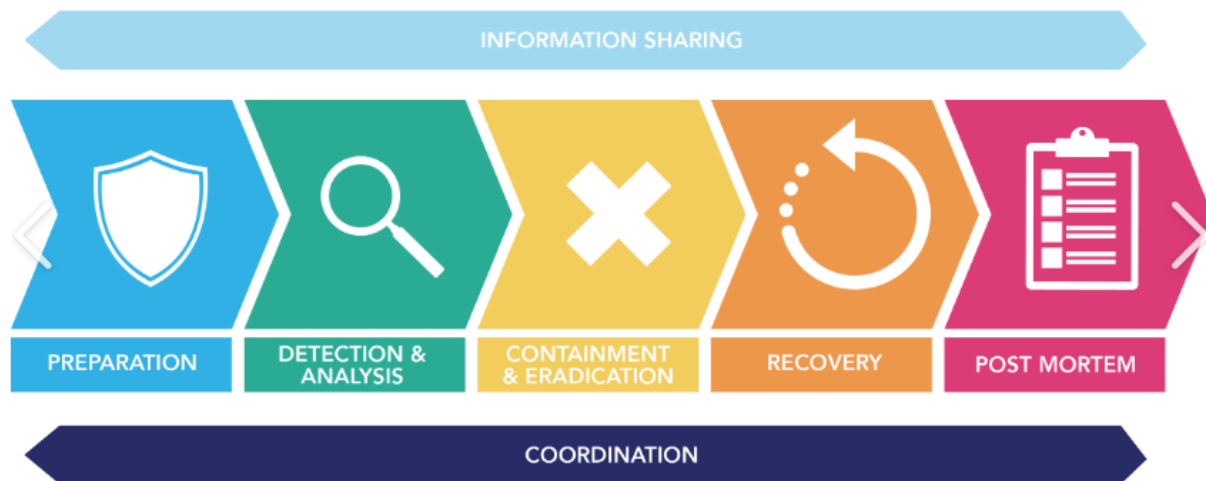 INFORMATION SHARING
PREPARATION
DETECTION &
ANALYSIS
CONTAINMENT
& ERADICATION
RECOVERY
POST MORTEM
COORDINATION